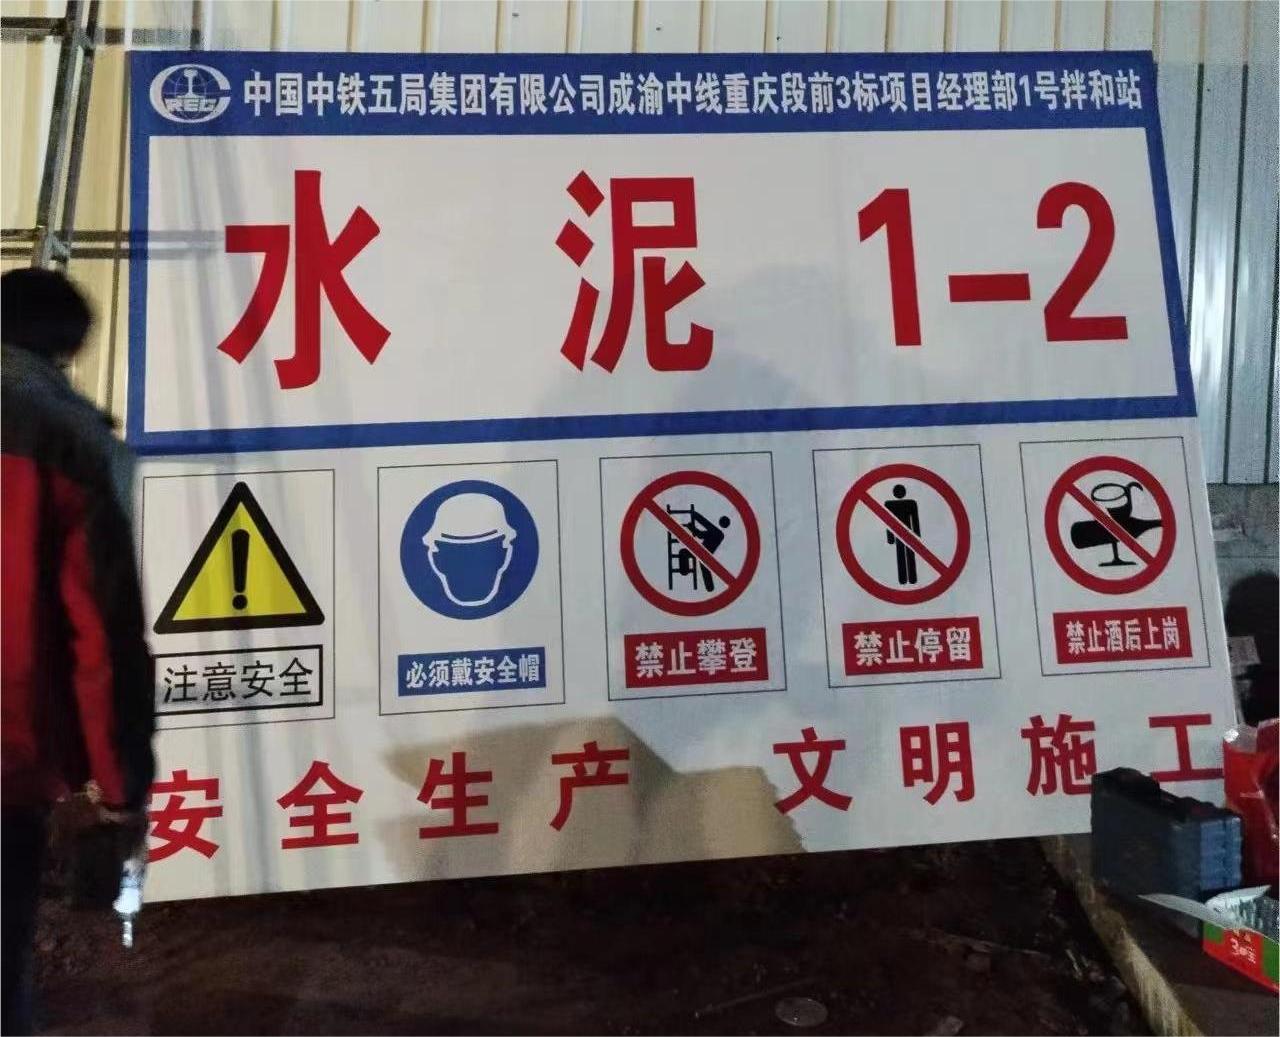 CREC 中国中铁五局集团有限公司成渝中线重庆段前3标项目经理部1号拌和站
水 泥 1-2
注意安全
必须戴安全帽
禁止攀登
禁止停留
禁止酒后上岗
安全生产 文明施工